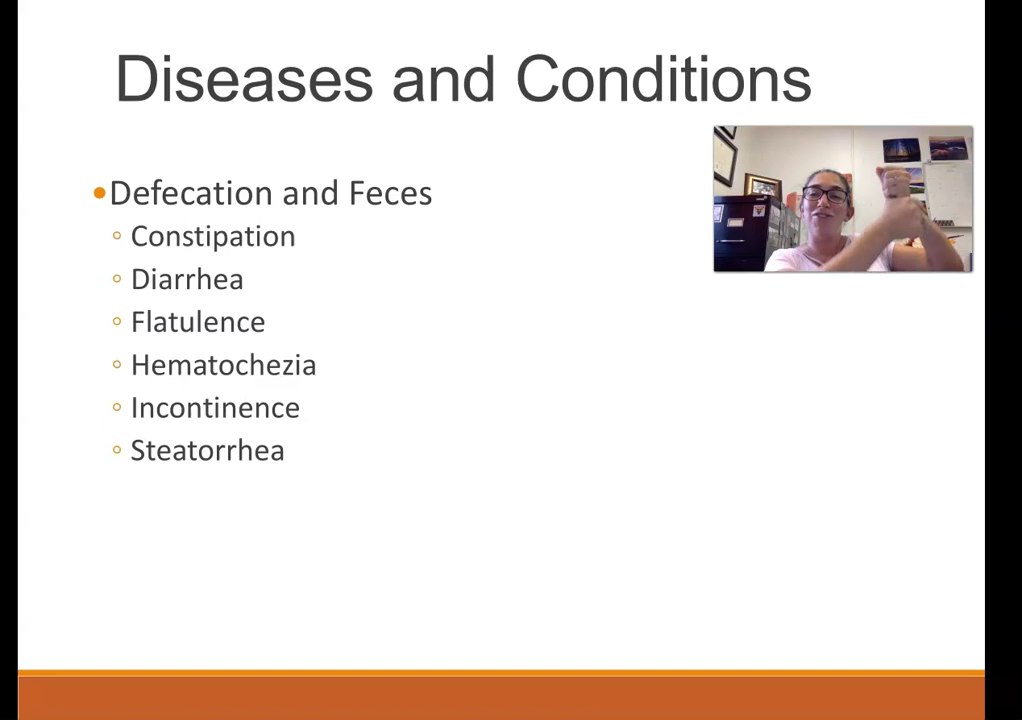 Diseases and Conditions
•Defecation and Feces
◦ Constipation
◦ Diarrhea
◦ Flatulence
◦ Hematochezia
◦ Incontinence
◦ Steatorrhea